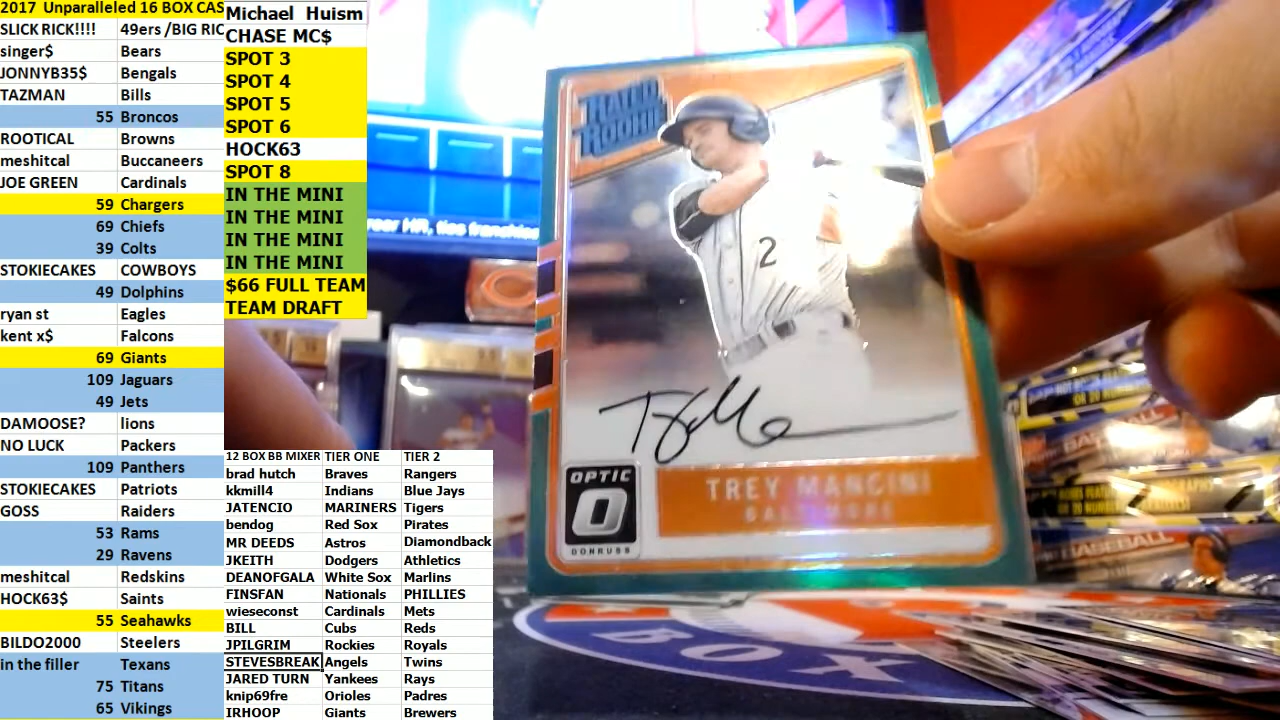 2017 Unparalleled 16 BOX CAS
SLICK RICK!!!! 49ers /BIG RIC
singer$ Bears
JONNYB35$ Bengals
TAZMAN Bills
55 Broncos
ROOTICAL Browns
meshitcal Buccaneers
JOE GREEN Cardinals
59 Chargers
69 Chiefs
39 Colts
STOKIECAKES COWBOYS
49 Dolphins
ryan st Eagles
kent x$ Falcons
69 Giants
109 Jaguars
49 Jets
DAMOOSE? lions
NO LUCK Packers
109 Panthers
STOKIECAKES Patriots
GOSS Raiders
53 Rams
29 Ravens
meshitcal Redskins
HOCK63$ Saints
55 Seahawks
BILDO2000 Steelers
in the filler Texans
75 Titans
65 Vikings
Michael Huism
CHASE MC$
SPOT 3
SPOT 4
SPOT 5
SPOT 6
HOCK63
SPOT 8
IN THE MINI
IN THE MINI
IN THE MINI
IN THE MINI
$66 FULL TEAM
TEAM DRAFT
12 BOX BB MIXER TIER ONE TIER 2
brad hutch Braves Rangers
kkmill4 Indians Blue Jays
JATENCIO MARINERS Tigers
bendog Red Sox Pirates
MR DEEDS Astros Diamondback
JKEITH Dodgers Athletics
DEANOFGALA White Sox Marlins
FINSFAN Nationals PHILLIES
wieseconst Cardinals Mets
BILL Cubs Reds
JPILGRIM Rockies Royals
STEVESBREAK Angels Twins
JARED TURN Yankees Rays
knip69fre Orioles Padres
IRHOOP Giants Brewers
HR, ties franchise
RATED
ROOKIE
2
OPTIC
O
DONRUSS
TREY MANCINI
BALTIMORE
BOX
BASEBALL